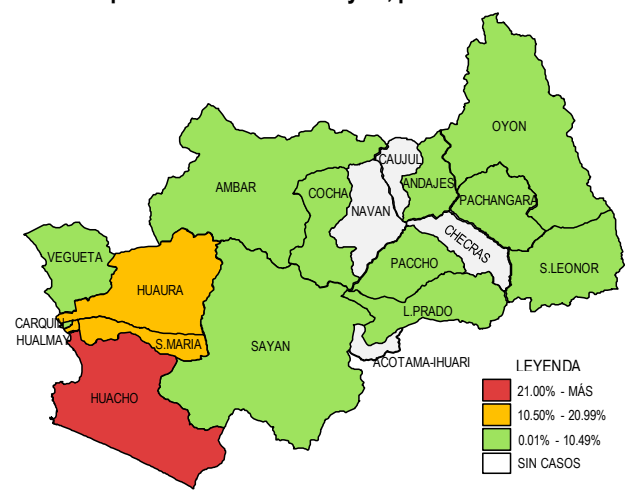 OYON
CAUJUL
AMBAR
COCHA
ANDAJES
NAVAN
PACHANGARA
CHECRAS
VEGUETA
PACCHO
S.LEONOR
HUAURA
L.PRADO
CARQUIN
HUALMAY
S.MARIA
SAYAN
ACOTAMA-IHUARI
HUACHO
LEYENDA
21.00% - MÁS
10.50% - 20.99%
0.01% - 10.49%
SIN CASOS